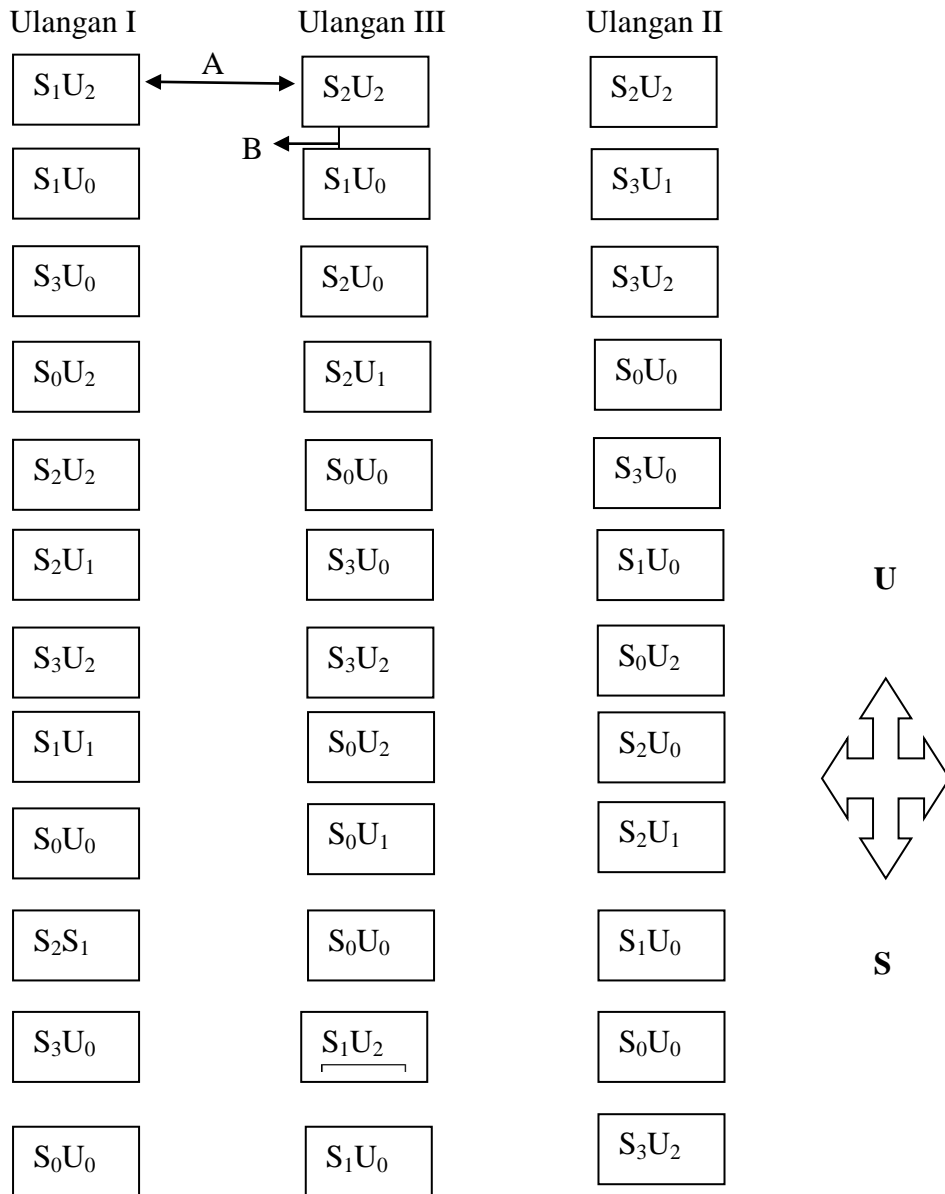 Ulangan I Ulangan III Ulangan II
S₁U₂ A S₂U₂ S₂U₂
B
S₁U₀ S₁U₀ S₃U₁
S₃U₀ S₂U₀ S₃U₂
S₀U₂ S₂U₁ S₀U₀
S₂U₂ S₀U₀ S₃U₀
S₂U₁ S₃U₀ S₁U₀
U
S₃U₂ S₃U₂ S₀U₂
S₁U₁ S₀U₂ S₂U₀
S₀U₀ S₀U₁ S₂U₁
S₂S₁ S₀U₀ S₁U₀
S
S₃U₀ S₁U₂ S₀U₀
S₀U₀ S₁U₀ S₃U₂